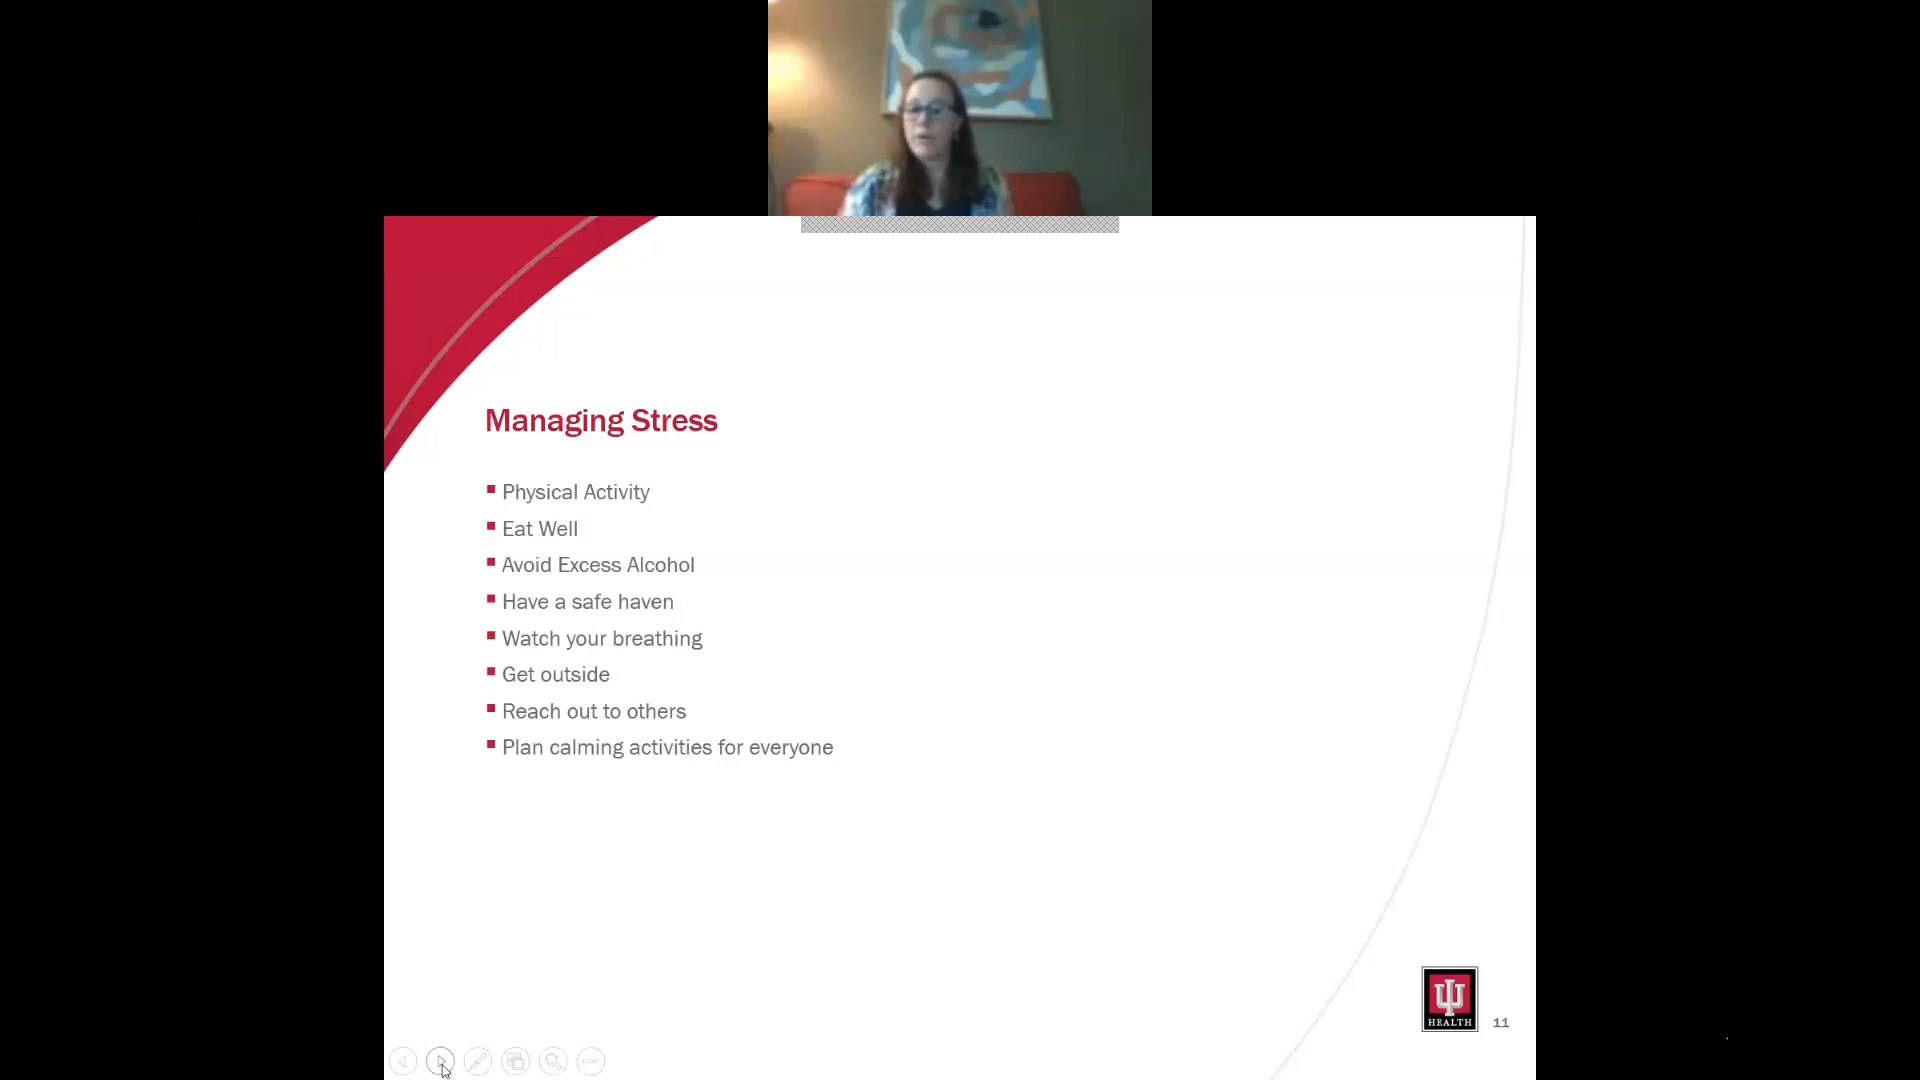 Managing Stress
Physical Activity
Eat Well
Avoid Excess Alcohol
Have a safe haven
Watch your breathing
Get outside
Reach out to others
Plan calming activities for everyone
HEALTH
11